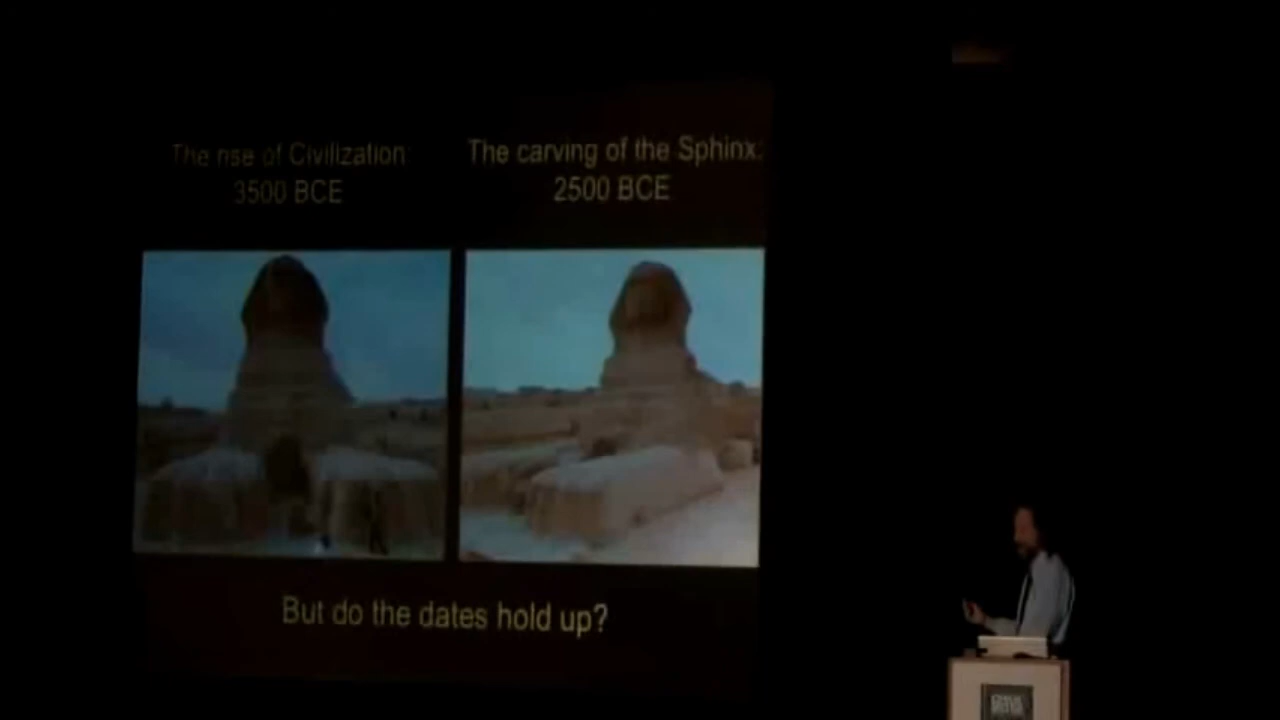 The rise of Civilization:
3500 BCE
The carving of the Sphinx:
2500 BCE
But do the dates hold up?